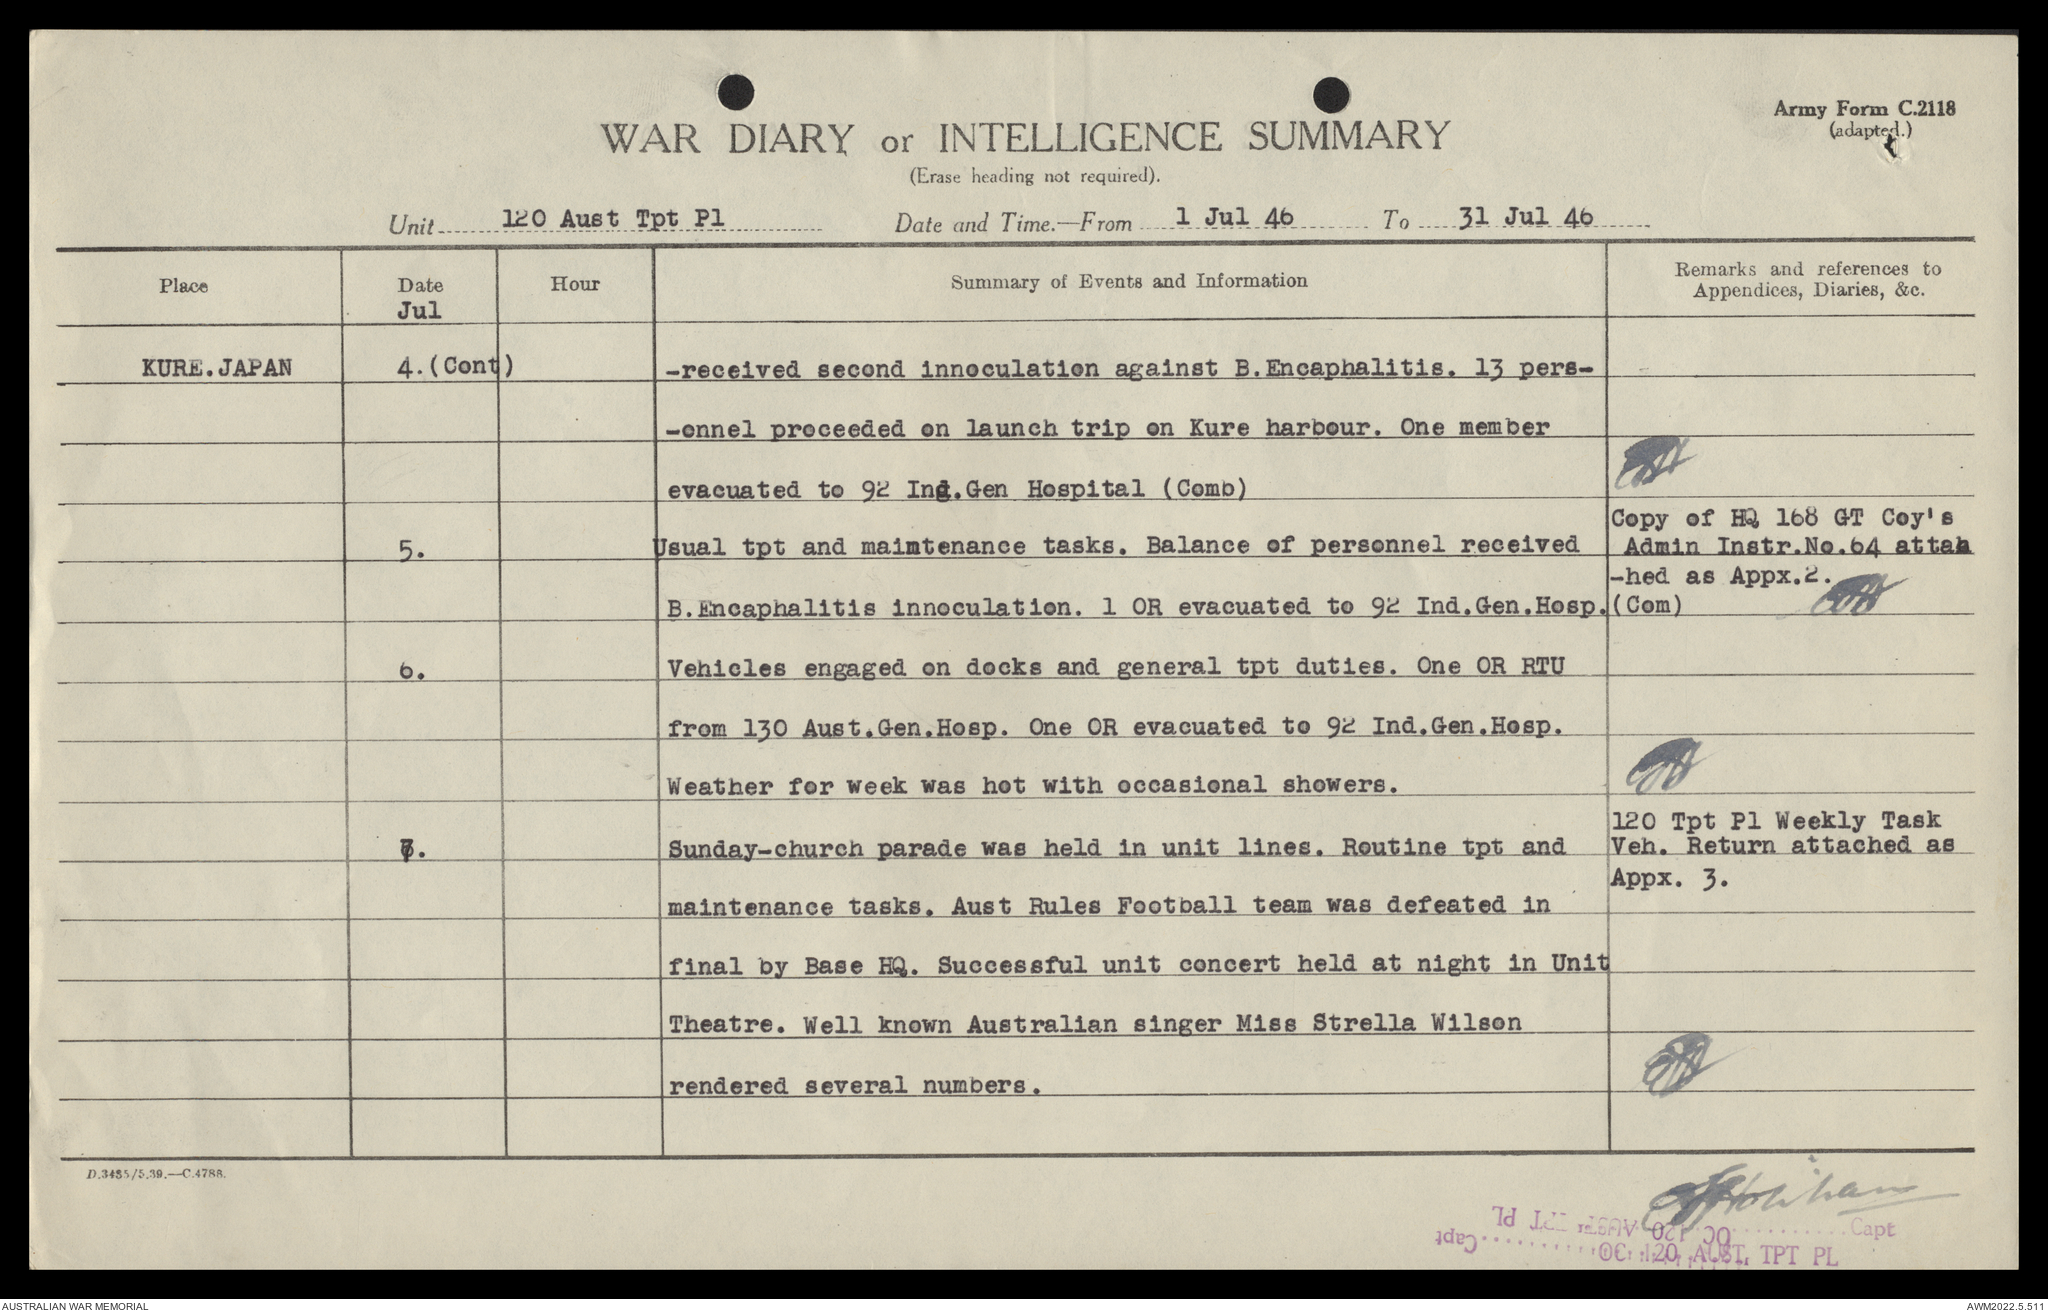 Army Form C.2118
(adapted.)
WAR DIARY or INTELLIGENCE SUMMARY
(Erase heading not required).
Unit 120 Aust Tpt Pl Date and Time.—From 1 Jul 46 To 31 Jul 46
Place Date Hour Summary of Events and Information Remarks and references to Appendices, Diaries, &c.
Jul
KURE.JAPAN 4.(Cont) -received second innoculation against B.Encaphalitis. 13 pers-
-onnel proceeded on launch trip on Kure harbour. One member
evacuated to 92 Ind.Gen Hospital (Comb)
5. Usual tpt and maintenance tasks. Balance of personnel received
B.Encaphalitis innoculation. 1 OR evacuated to 92 Ind.Gen.Hosp.(Com)
Copy of HQ 168 GT Coy's
Admin Instr.No.64 attah
-hed as Appx.2.
6. Vehicles engaged on docks and general tpt duties. One OR RTU
from 130 Aust.Gen.Hosp. One OR evacuated to 92 Ind.Gen.Hosp.
Weather for week was hot with occasional showers.
7. Sunday-church parade was held in unit lines. Routine tpt and
maintenance tasks. Aust Rules Football team was defeated in
final by Base HQ. Successful unit concert held at night in Unit
Theatre. Well known Australian singer Miss Strella Wilson
rendered several numbers.
120 Tpt Pl Weekly Task
Veh. Return attached as
Appx. 3.
D.3485/5.39.—C.4788.
Capt
OC 120 AUST TPT PL
Capt
OC 120 AUST. TPT PL
AUSTRALIAN WAR MEMORIAL
AWM2022.5.511